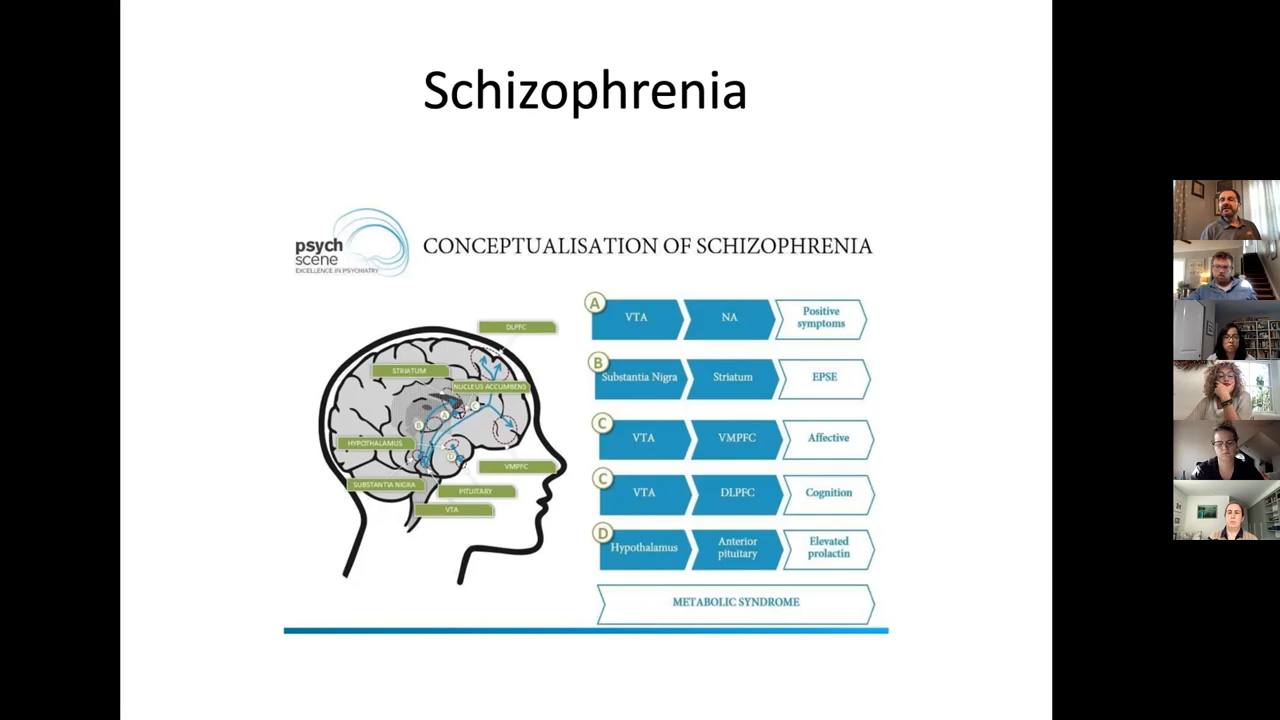 Schizophrenia
psych
scene
EXCELLENCE IN PSYCHIATRY
CONCEPTUALISATION OF SCHIZOPHRENIA
DLPFC
STRIATUM
NUCLEUS ACCUMBENS
C
A
B
HYPOTHALAMUS
D
VMPFC
SUBSTANTIA NIGRA
PITUITARY
VTA
A
VTA
NA
Positive
symptoms
B
Substantia Nigra
Striatum
EPSE
C
VTA
VMPFC
Affective
C
VTA
DLPFC
Cognition
D
Hypothalamus
Anterior
pituitary
Elevated
prolactin
METABOLIC SYNDROME